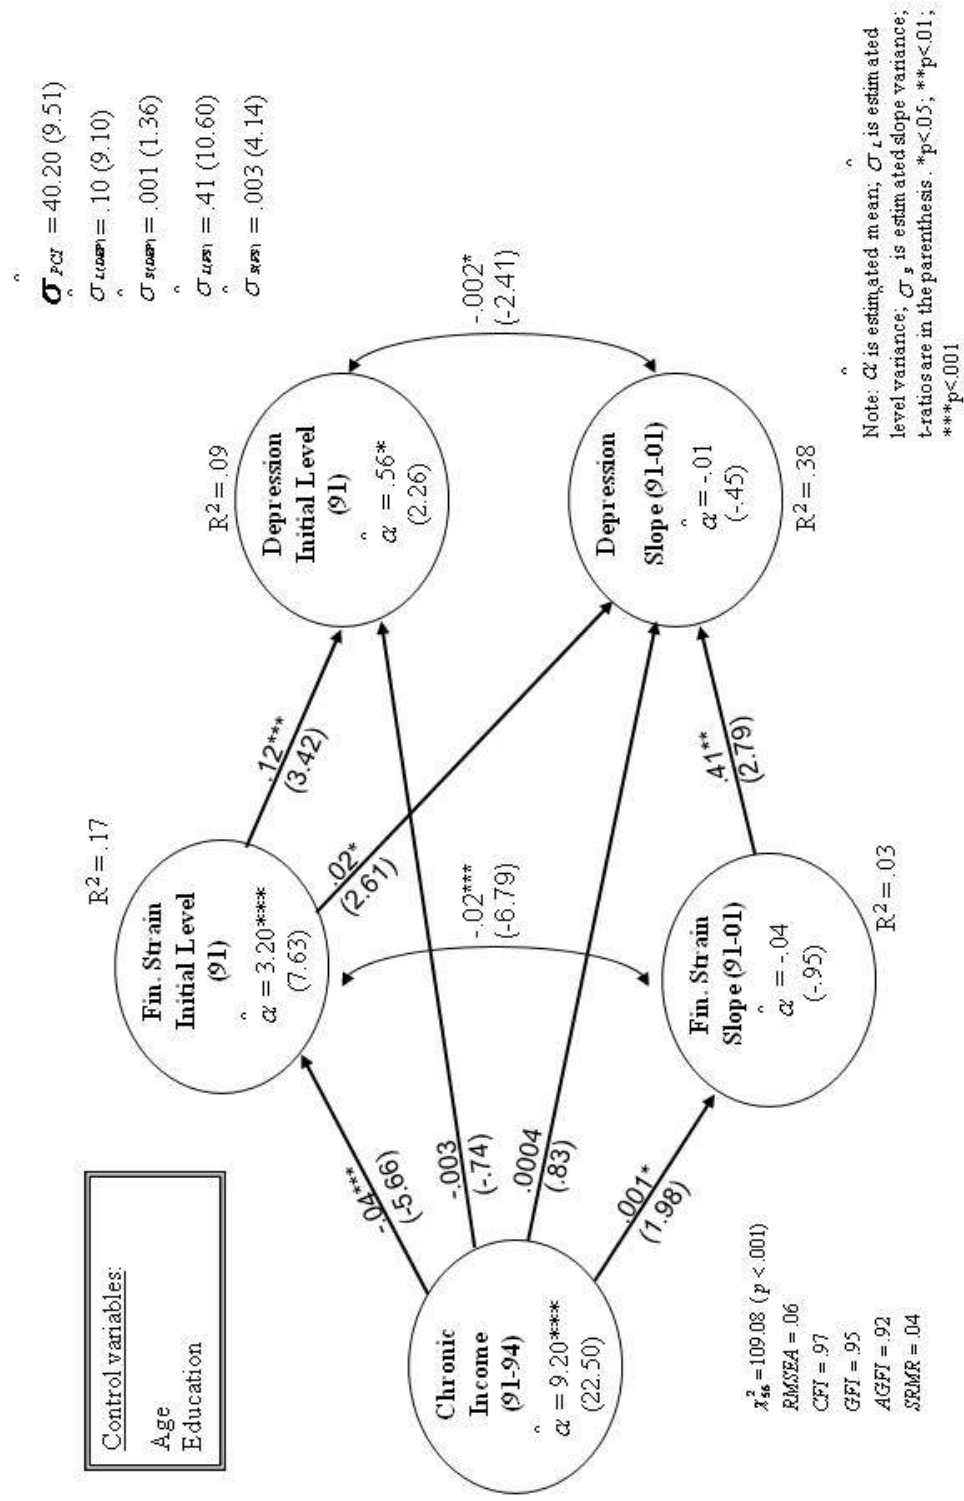 Control variables:
Age
Education
R² = .17
Fin. Strain
Initial Level
(91)
α̂ = 3.20***
(7.63)
R² = .09
Depression
Initial Level
(91)
α̂ = .56*
(2.26)
σ̂ PCI = 40.20 (9.51)
σ̂ L(DEP) = .10 (9.10)
σ̂ S(DEP) = .001 (1.36)
σ̂ L(FS) = .41 (10.60)
σ̂ S(FS) = .003 (4.14)
-.04***
(-5.66)
.12***
(3.42)
.02*
(2.61)
-.02***
(-6.79)
-.002*
(-2.41)
Chronic
Income
(91-94)
α̂ = 9.20***
(22.50)
-.003
(-.74)
.0004
(.83)
.001*
(1.98)
.41**
(2.79)
Fin. Strain
Slope (91-01)
α̂ = -.04
(-.95)
R² = .03
Depression
Slope (91-01)
α̂ = -.01
(-.45)
R² = .38
χ²56 = 109.08 (p < .001)
RMSEA = .06
CFI = .97
GFI = .95
AGFI = .92
SRMR = .04
Note: α̂ is estimated mean; σ̂ L is estimated
level variance; σ̂ s is estimated slope variance;
t-ratios are in the parenthesis. *p<.05; **p<.01;
***p<.001